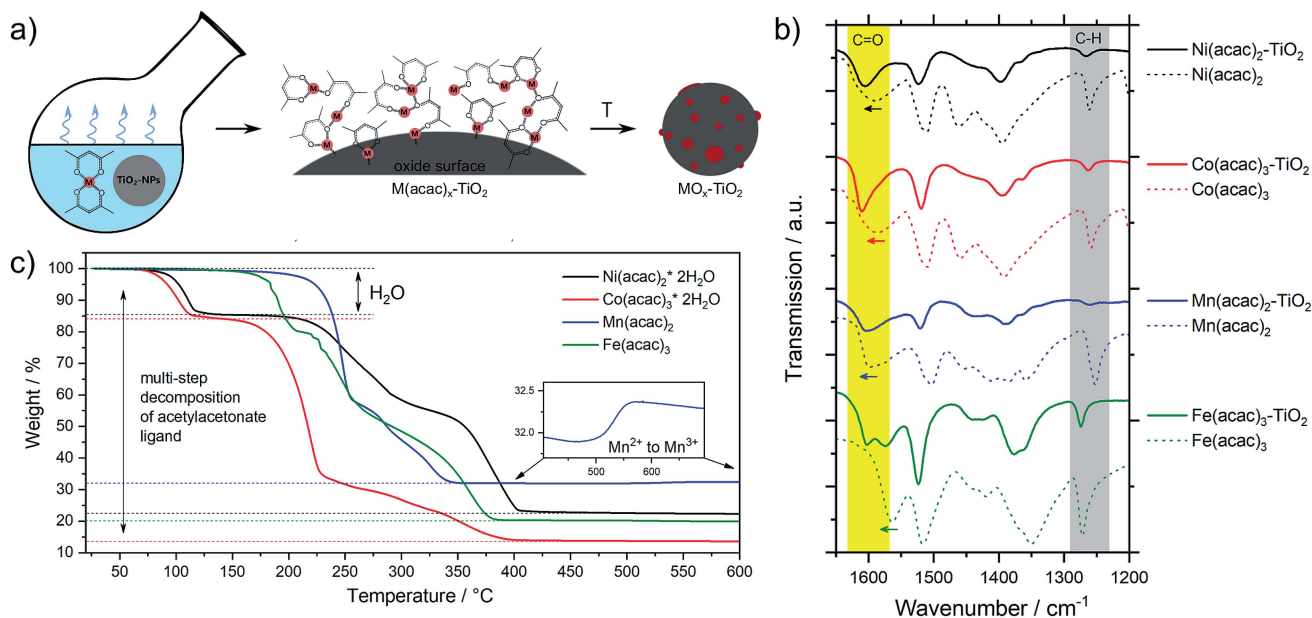 a)
TiO₂-NPs
M
oxide surface
M(acac)ₓ-TiO₂
T
MOₓ-TiO₂
b)
C=O
C-H
Ni(acac)₂-TiO₂
Ni(acac)₂
Co(acac)₃-TiO₂
Co(acac)₃
Mn(acac)₂-TiO₂
Mn(acac)₂
Fe(acac)₃-TiO₂
Fe(acac)₃
Transmission / a.u.
1600 1500 1400 1300 1200
Wavenumber / cm⁻¹
c)
100
90
80
70
60
50
40
30
20
10
Weight / %
H₂O
multi-step
decomposition
of acetylacetonate
ligand
Ni(acac)₂* 2H₂O
Co(acac)₃* 2H₂O
Mn(acac)₂
Fe(acac)₃
32.5
32.0
500 600
Mn²⁺ to Mn³⁺
50 100 150 200 250 300 350 400 450 500 550 600
Temperature / °C